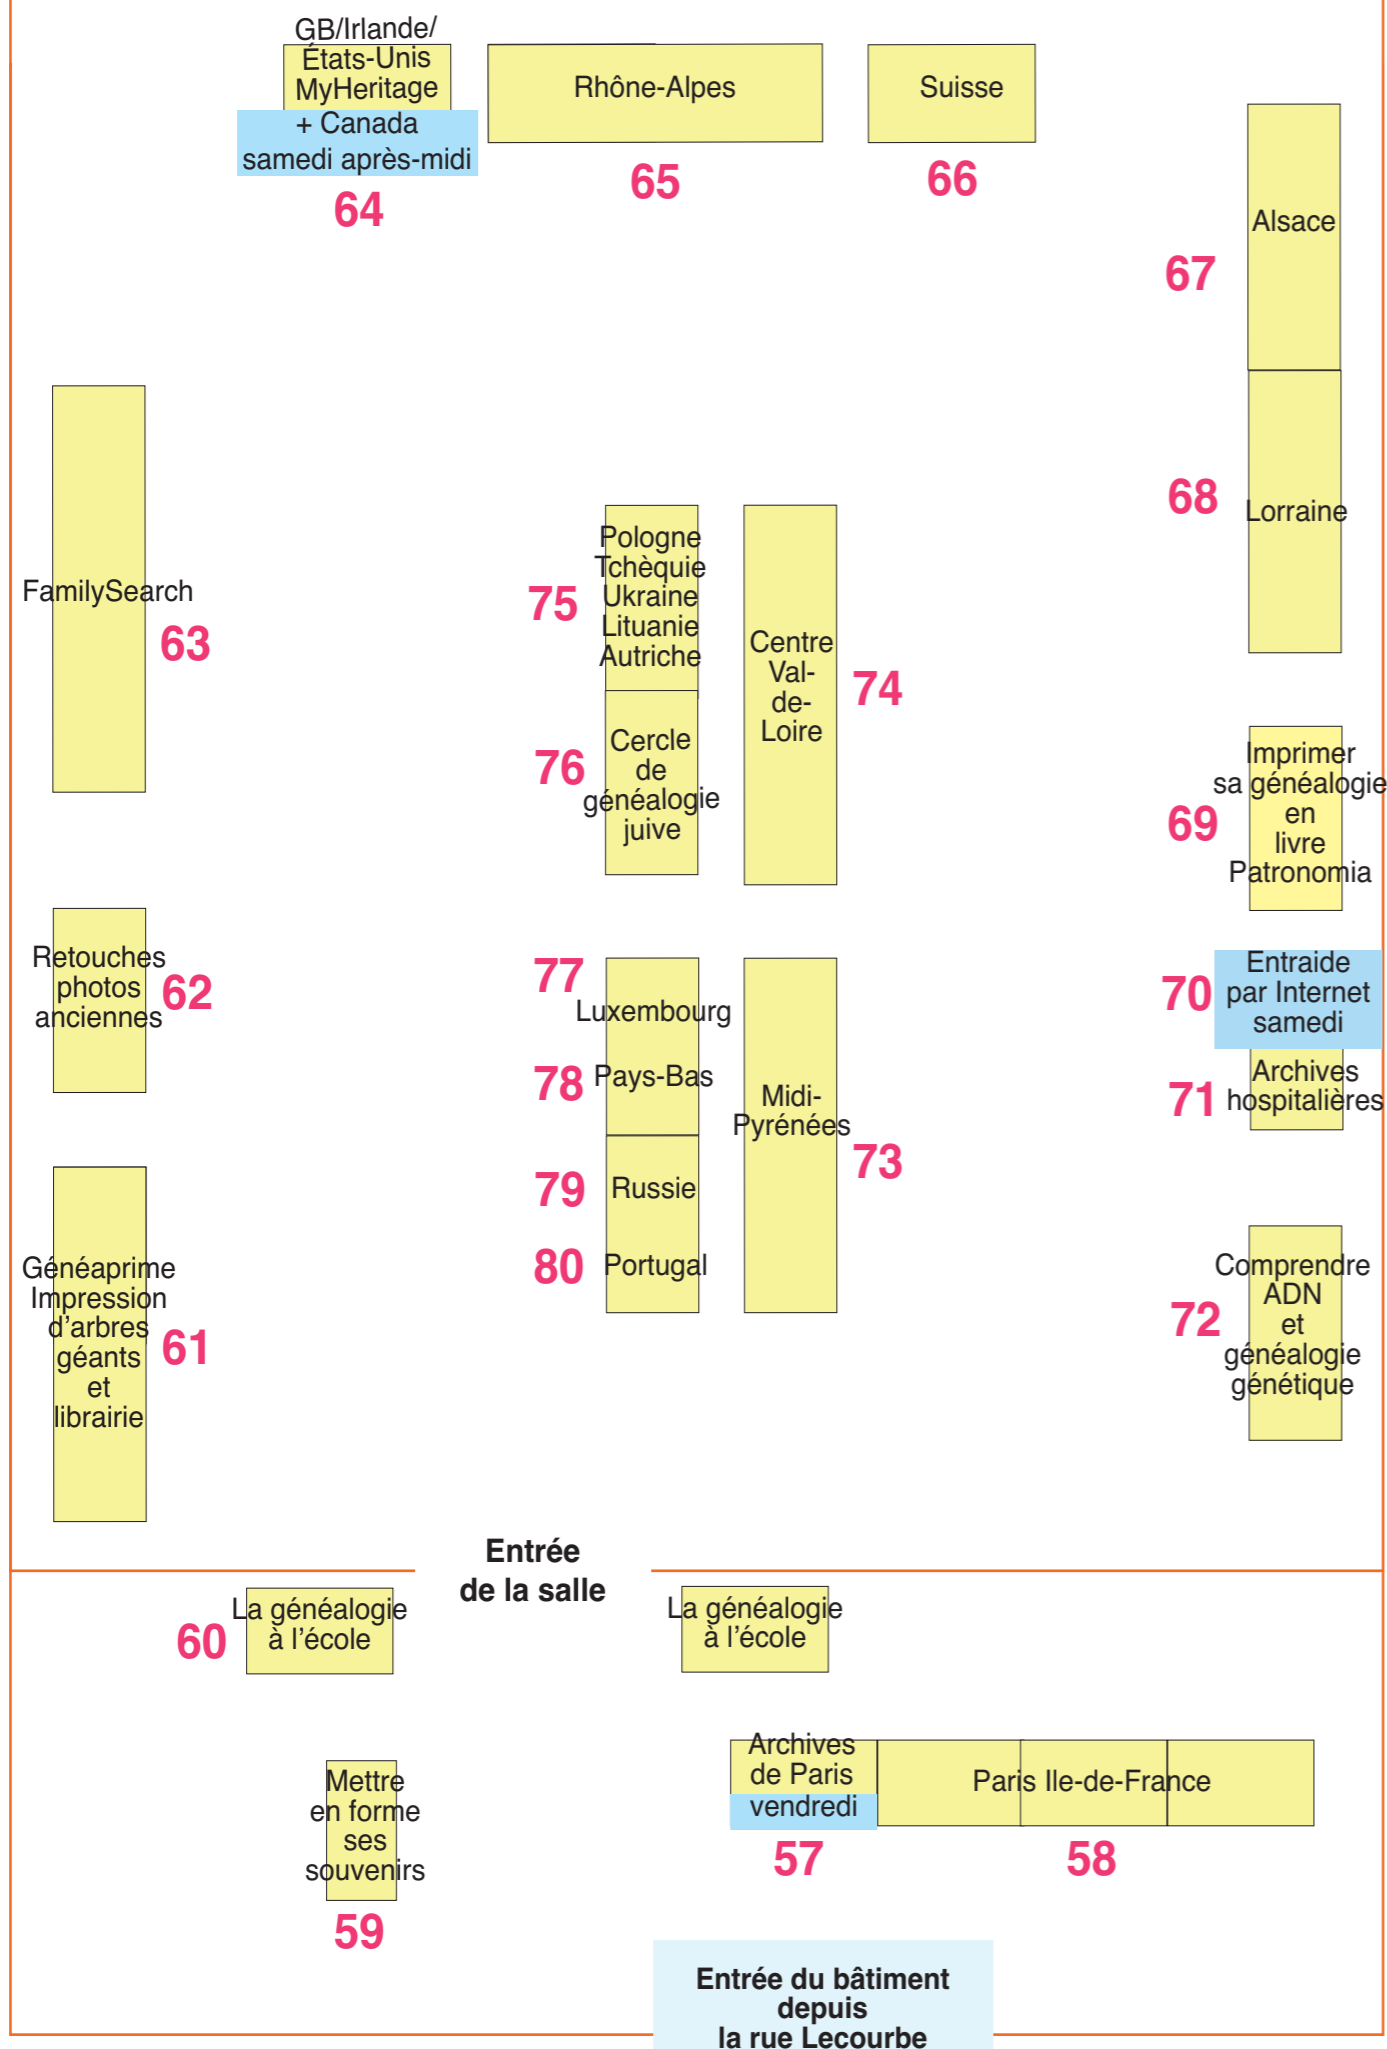 GB/Irlande/
États-Unis
MyHeritage
+ Canada
samedi après-midi
64
Rhône-Alpes
65
Suisse
66
Alsace
67
68
Lorraine
FamilySearch
63
75
Pologne
Tchèquie
Ukraine
Lituanie
Autriche
76
Cercle
de
généalogie
juive
Centre
Val-
de-
Loire
74
Imprimer
sa généalogie
en
livre
Patronomia
69
Retouches
photos
anciennes
62
77
Luxembourg
78
Pays-Bas
79
Russie
80
Portugal
Midi-
Pyrénées
73
70
Entraide
par Internet
samedi
71
Archives
hospitalières
Généaprime
Impression
d'arbres
géants
et
librairie
61
72
Comprendre
ADN
et
généalogie
génétique
Entrée
de la salle
60
La généalogie
à l'école
La généalogie
à l'école
Mettre
en forme
ses
souvenirs
59
Archives
de Paris
vendredi
57
Paris Ile-de-France
58
Entrée du bâtiment
depuis
la rue Lecourbe